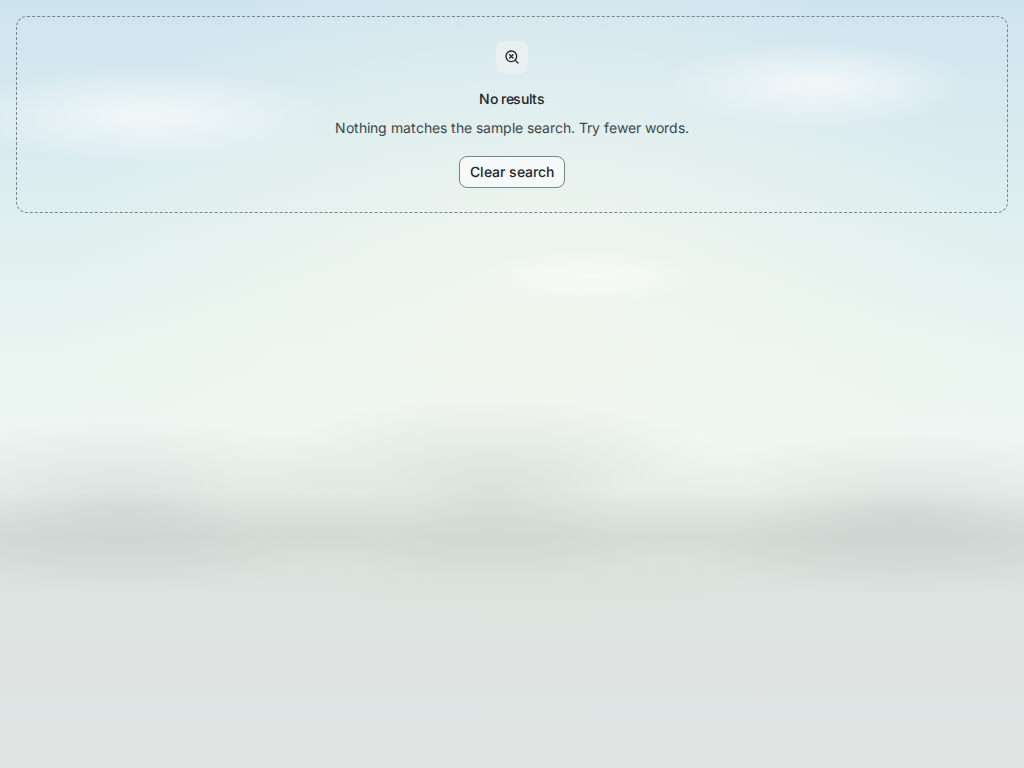 No results
Nothing matches the sample search. Try fewer words.
Clear search